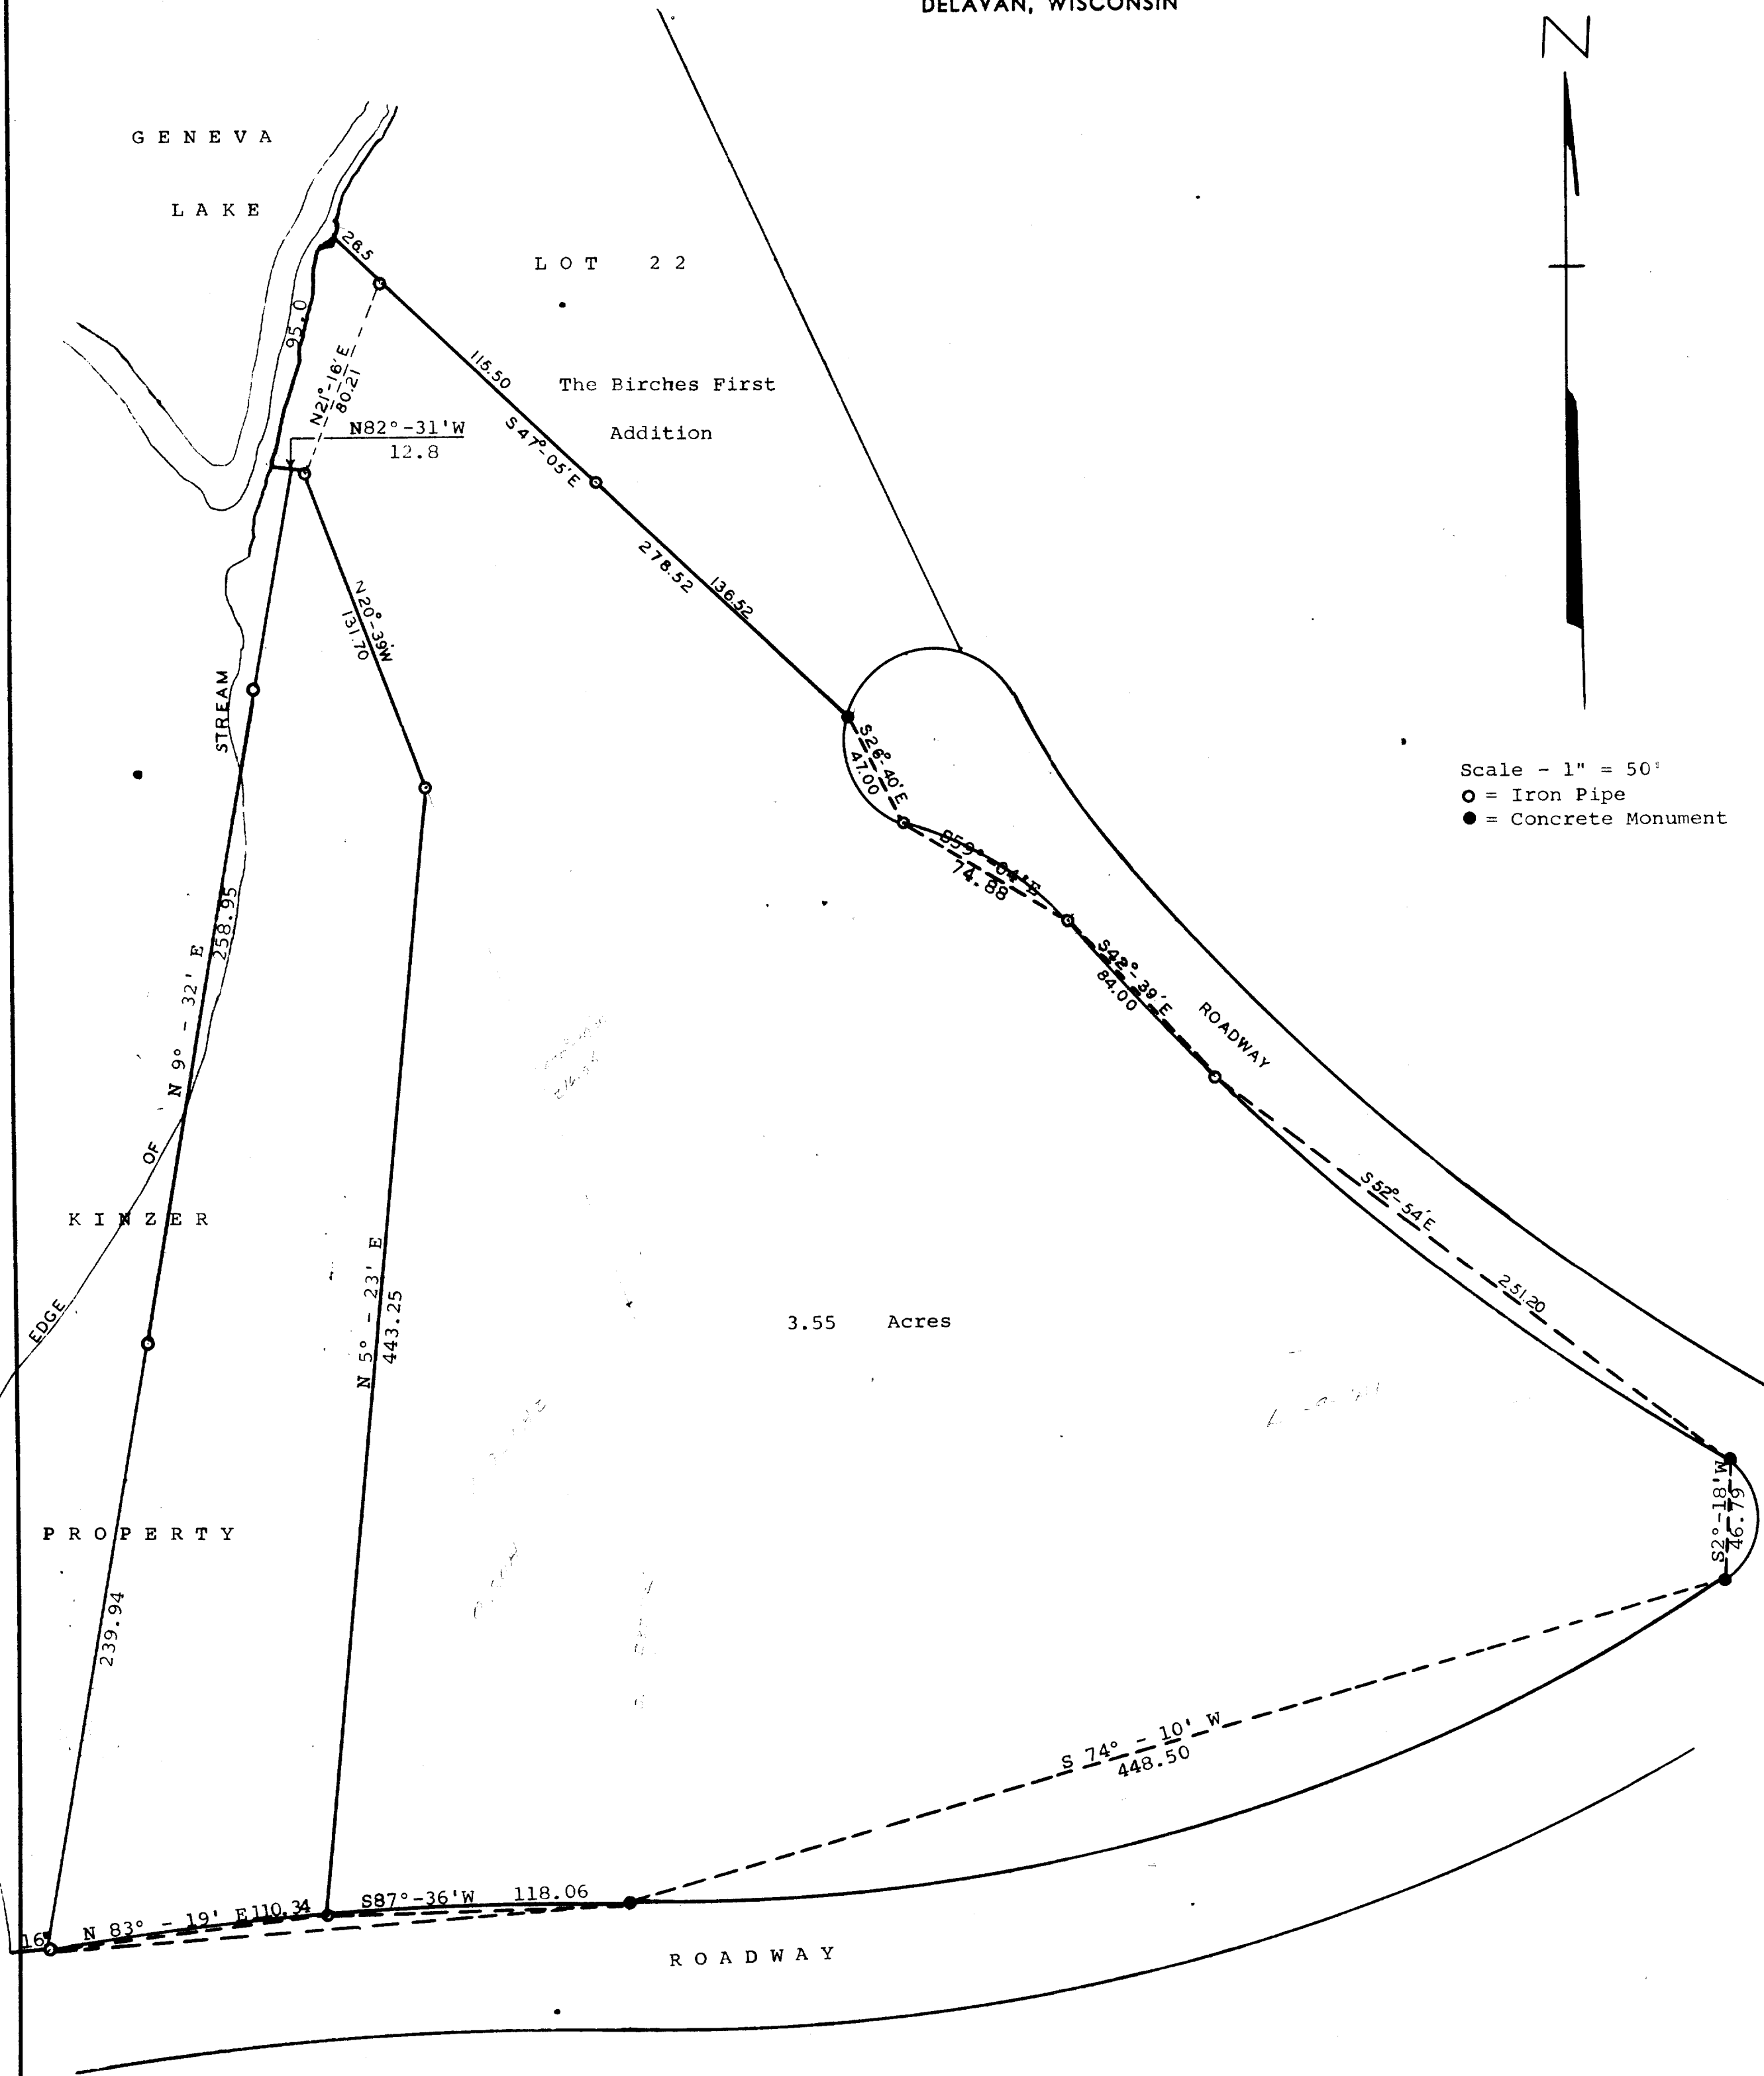 DELAVAN, WISCONSIN
N
GENEVA
LAKE
26.5
LOT 22
95.0
N21°-16'E
80.21
115.50
The Birches First
Addition
S47°-05'E
N82°-31'W
12.8
278.52
136.52
N20°-39'W
131.70
STREAM
S26°-40'E
47.00
Scale - 1" = 50'
= Iron Pipe
= Concrete Monument
S59°-04'E
74.88
258.95
N 9° - 32' E
S42°-39'E
84.00
ROADWAY
OF
KINZER
S52°-54'E
251.20
EDGE
N 5° - 23' E
443.25
3.55 Acres
S2°-18'W
46.79
PROPERTY
239.94
S 74° - 10' W
448.50
16'
N 83° - 19' E 110.34
S87°-36'W 118.06
ROADWAY